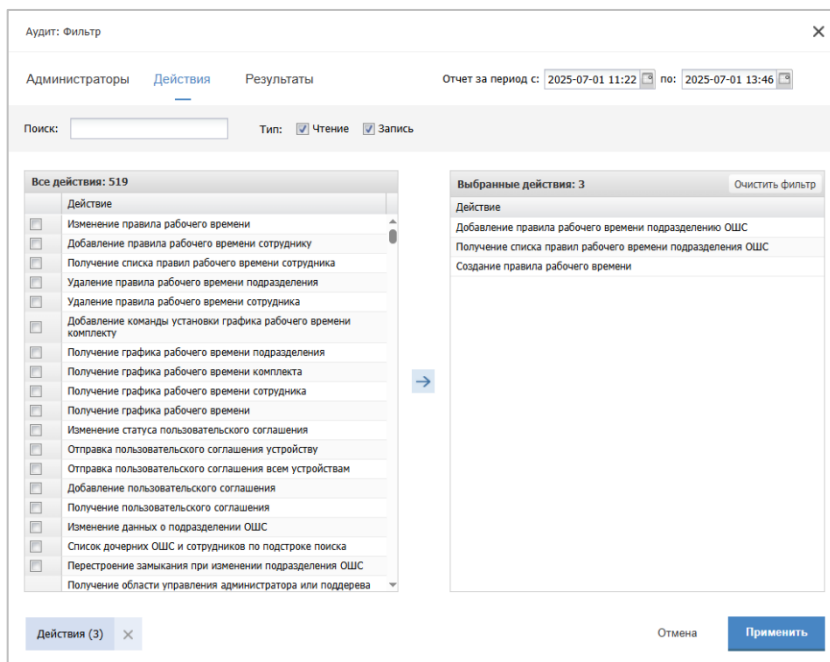 Аудит: Фильтр
Администраторы Действия Результаты Отчет за период с: 2025-07-01 11:22 по: 2025-07-01 13:46
Поиск: Тип: Чтение Запись
Все действия: 519
Действие
Изменение правила рабочего времени
Добавление правила рабочего времени сотруднику
Получение списка правил рабочего времени сотрудника
Удаление правила рабочего времени подразделения
Удаление правила рабочего времени сотрудника
Добавление команды установки графика рабочего времени
комплекту
Получение графика рабочего времени подразделения
Получение графика рабочего времени комплекта
Получение графика рабочего времени сотрудника
Получение графика рабочего времени
Изменение статуса пользовательского соглашения
Отправка пользовательского соглашения устройству
Отправка пользовательского соглашения всем устройствам
Добавление пользовательского соглашения
Получение пользовательского соглашения
Изменение данных о подразделении ОШС
Список дочерних ОШС и сотрудников по подстроке поиска
Перестроение замыкания при изменении подразделения ОШС
Получение области управления администратора или поддерева
Выбранные действия: 3 Очистить фильтр
Действие
Добавление правила рабочего времени подразделению ОШС
Получение списка правил рабочего времени подразделения ОШС
Создание правила рабочего времени
Действия (3) Отмена Применить